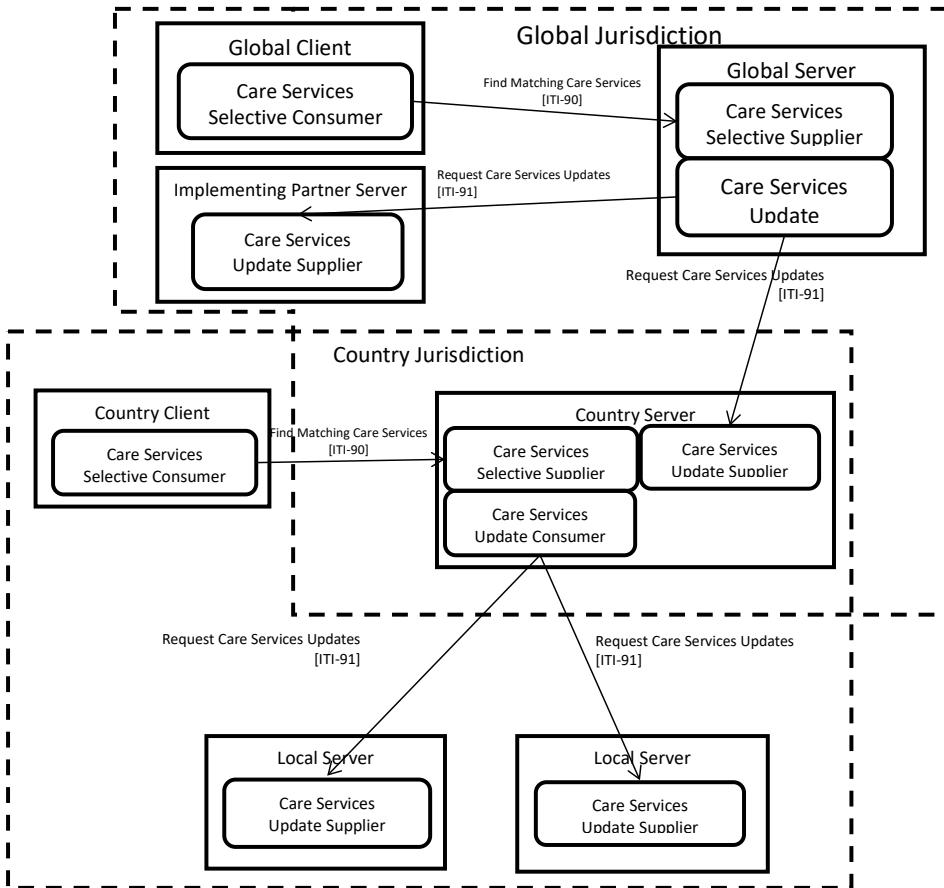 Global Jurisdiction
Global Client
Care Services
Selective Consumer
Find Matching Care Services
[ITI-90]
Global Server
Care Services
Selective Supplier
Care Services
Update
Request Care Services Updates
[ITI-91]
Implementing Partner Server
Care Services
Update Supplier
Request Care Services Updates
[ITI-91]
Country Jurisdiction
Country Client
Care Services
Selective Consumer
Find Matching Care Services
[ITI-90]
Country Server
Care Services
Selective Supplier
Care Services
Update Supplier
Care Services
Update Consumer
Request Care Services Updates
[ITI-91]
Request Care Services Updates
[ITI-91]
Local Server
Care Services
Update Supplier
Local Server
Care Services
Update Supplier